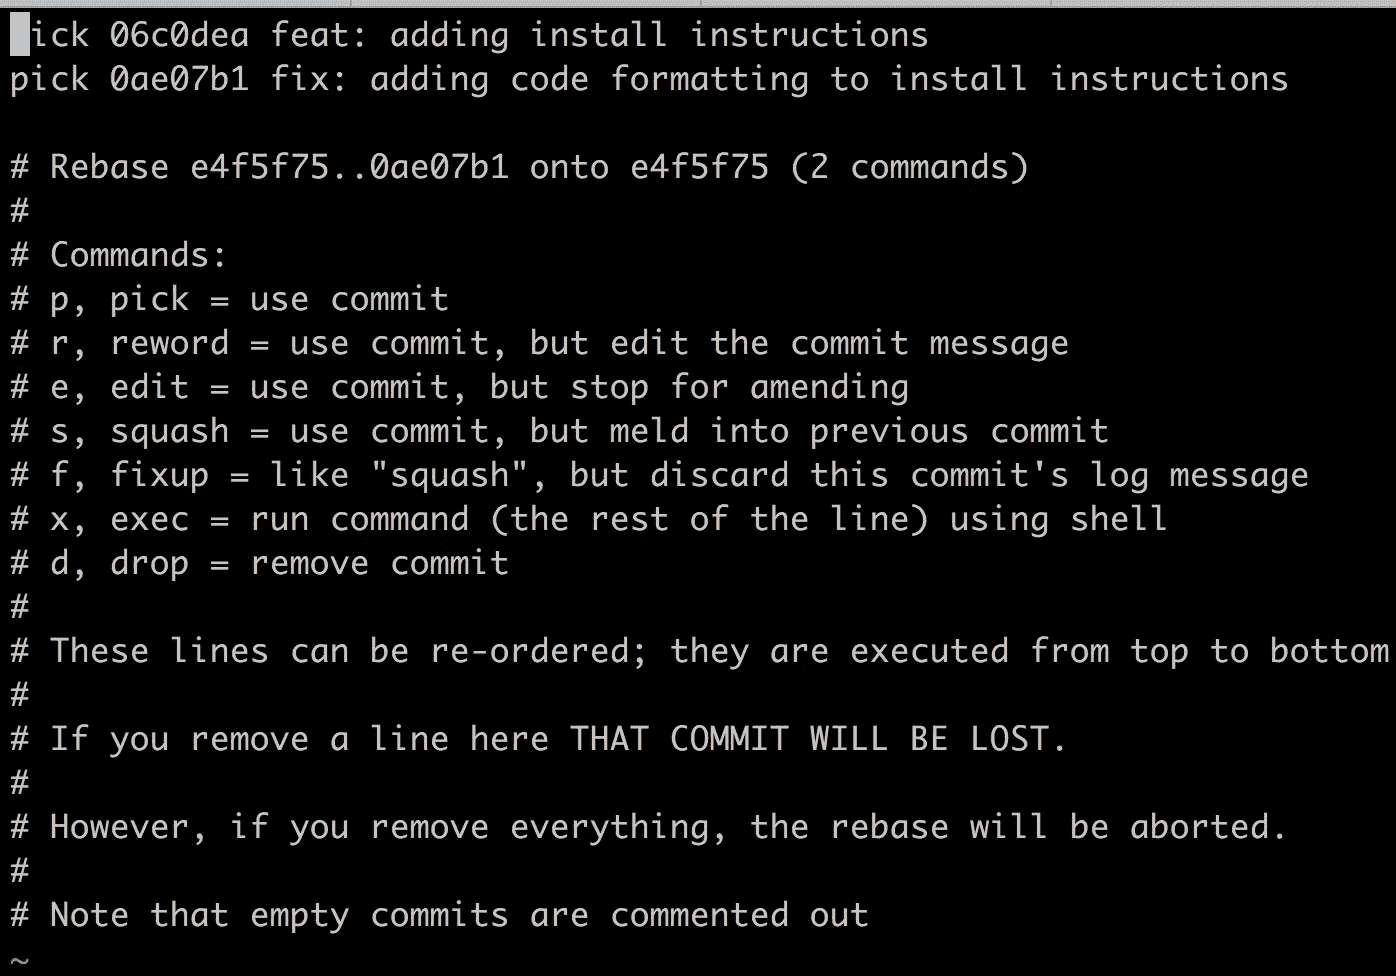 pick 06c0dea feat: adding install instructions
pick 0ae07b1 fix: adding code formatting to install instructions
# Rebase e4f5f75..0ae07b1 onto e4f5f75 (2 commands)
#
# Commands:
# p, pick = use commit
# r, reword = use commit, but edit the commit message
# e, edit = use commit, but stop for amending
# s, squash = use commit, but meld into previous commit
# f, fixup = like "squash", but discard this commit's log message
# x, exec = run command (the rest of the line) using shell
# d, drop = remove commit
#
# These lines can be re-ordered; they are executed from top to bottom
#
# If you remove a line here THAT COMMIT WILL BE LOST.
#
# However, if you remove everything, the rebase will be aborted.
#
# Note that empty commits are commented out
~